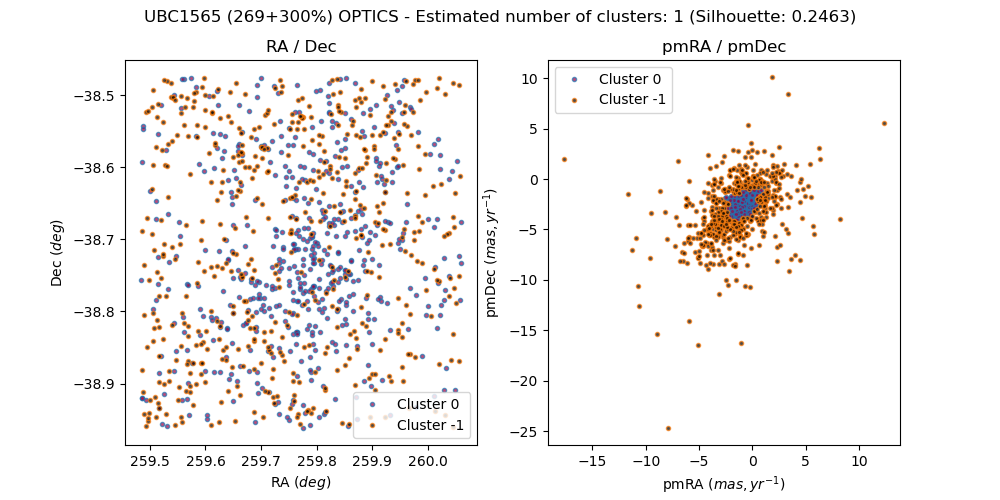 UBC1565 (269+300%) OPTICS - Estimated number of clusters: 1 (Silhouette: 0.2463)
RA / Dec
−38.5
−38.6
−38.7
−38.8
−38.9
Dec (deg)
Cluster 0
Cluster -1
259.5 259.6 259.7 259.8 259.9 260.0
RA (deg)
pmRA / pmDec
Cluster 0
Cluster -1
10
5
0
−5
−10
−15
−20
−25
pmDec (mas, yr⁻¹)
−15 −10 −5 0 5 10
pmRA (mas, yr⁻¹)